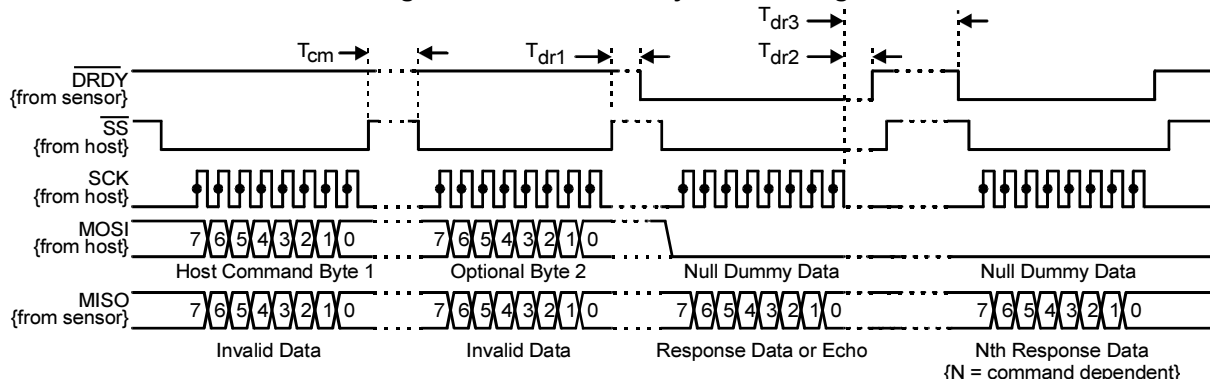 Tdr3
Tcm
Tdr1
Tdr2
DRDY
{from sensor}
SS
{from host}
SCK
{from host}
MOSI
{from host}
7 6 5 4 3 2 1 0
7 6 5 4 3 2 1 0
Host Command Byte 1
Optional Byte 2
Null Dummy Data
Null Dummy Data
MISO
{from sensor}
7 6 5 4 3 2 1 0
7 6 5 4 3 2 1 0
7 6 5 4 3 2 1 0
7 6 5 4 3 2 1 0
Invalid Data
Invalid Data
Response Data or Echo
Nth Response Data
{N = command dependent}